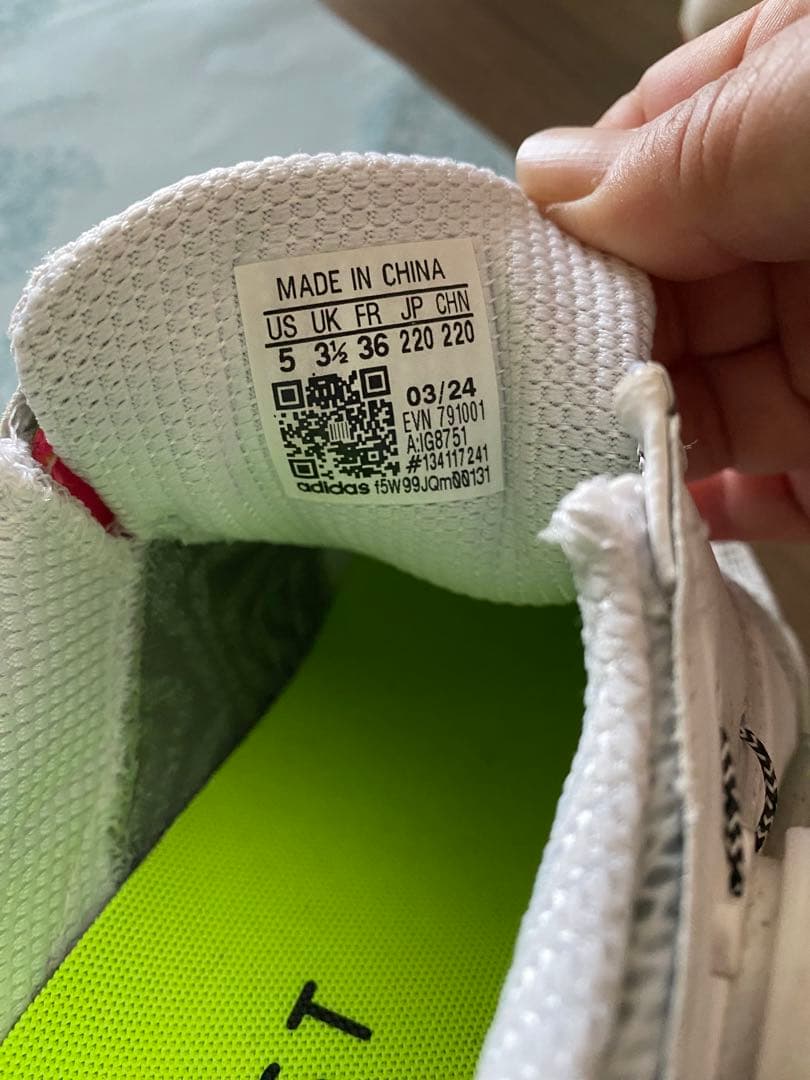 MADE IN CHINA
US UK FR JP CHN
5 3½ 36 220 220
03/24
EVN 791001
A:IG8751
#134117241
adidas f5W99JQm00131